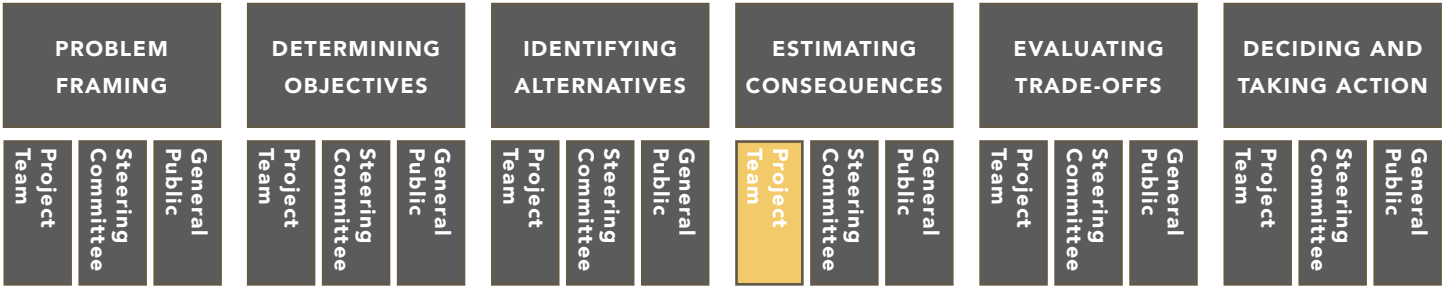 PROBLEM
FRAMING
DETERMINING
OBJECTIVES
IDENTIFYING
ALTERNATIVES
ESTIMATING
CONSEQUENCES
EVALUATING
TRADE-OFFS
DECIDING AND
TAKING ACTION
Project
Team
Steering
Committee
General
Public
Project
Team
Steering
Committee
General
Public
Project
Team
Steering
Committee
General
Public
Project
Team
Steering
Committee
General
Public
Project
Team
Steering
Committee
General
Public
Project
Team
Steering
Committee
General
Public